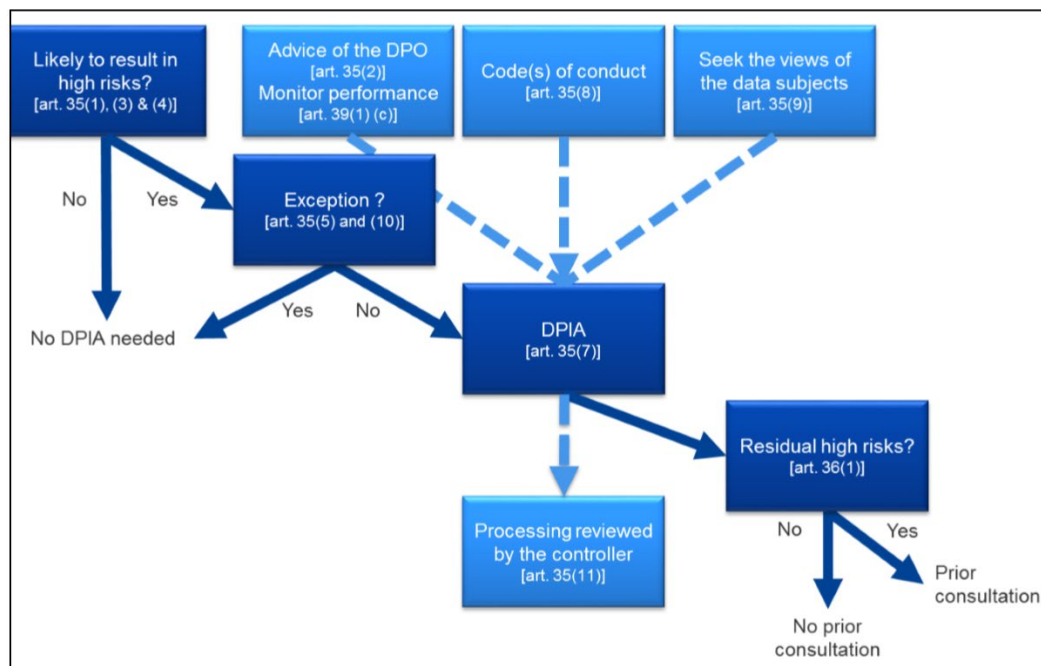 Likely to result in
high risks?
[art. 35(1), (3) & (4)]
Advice of the DPO
[art. 35(2)]
Monitor performance
[art. 39(1) (c)]
Code(s) of conduct
[art. 35(8)]
Seek the views of
the data subjects
[art. 35(9)]
No
Yes
Exception ?
[art. 35(5) and (10)]
Yes
No
No DPIA needed
DPIA
[art. 35(7)]
Residual high risks?
[art. 36(1)]
Processing reviewed
by the controller
[art. 35(11)]
No
Yes
Prior
consultation
No prior
consultation